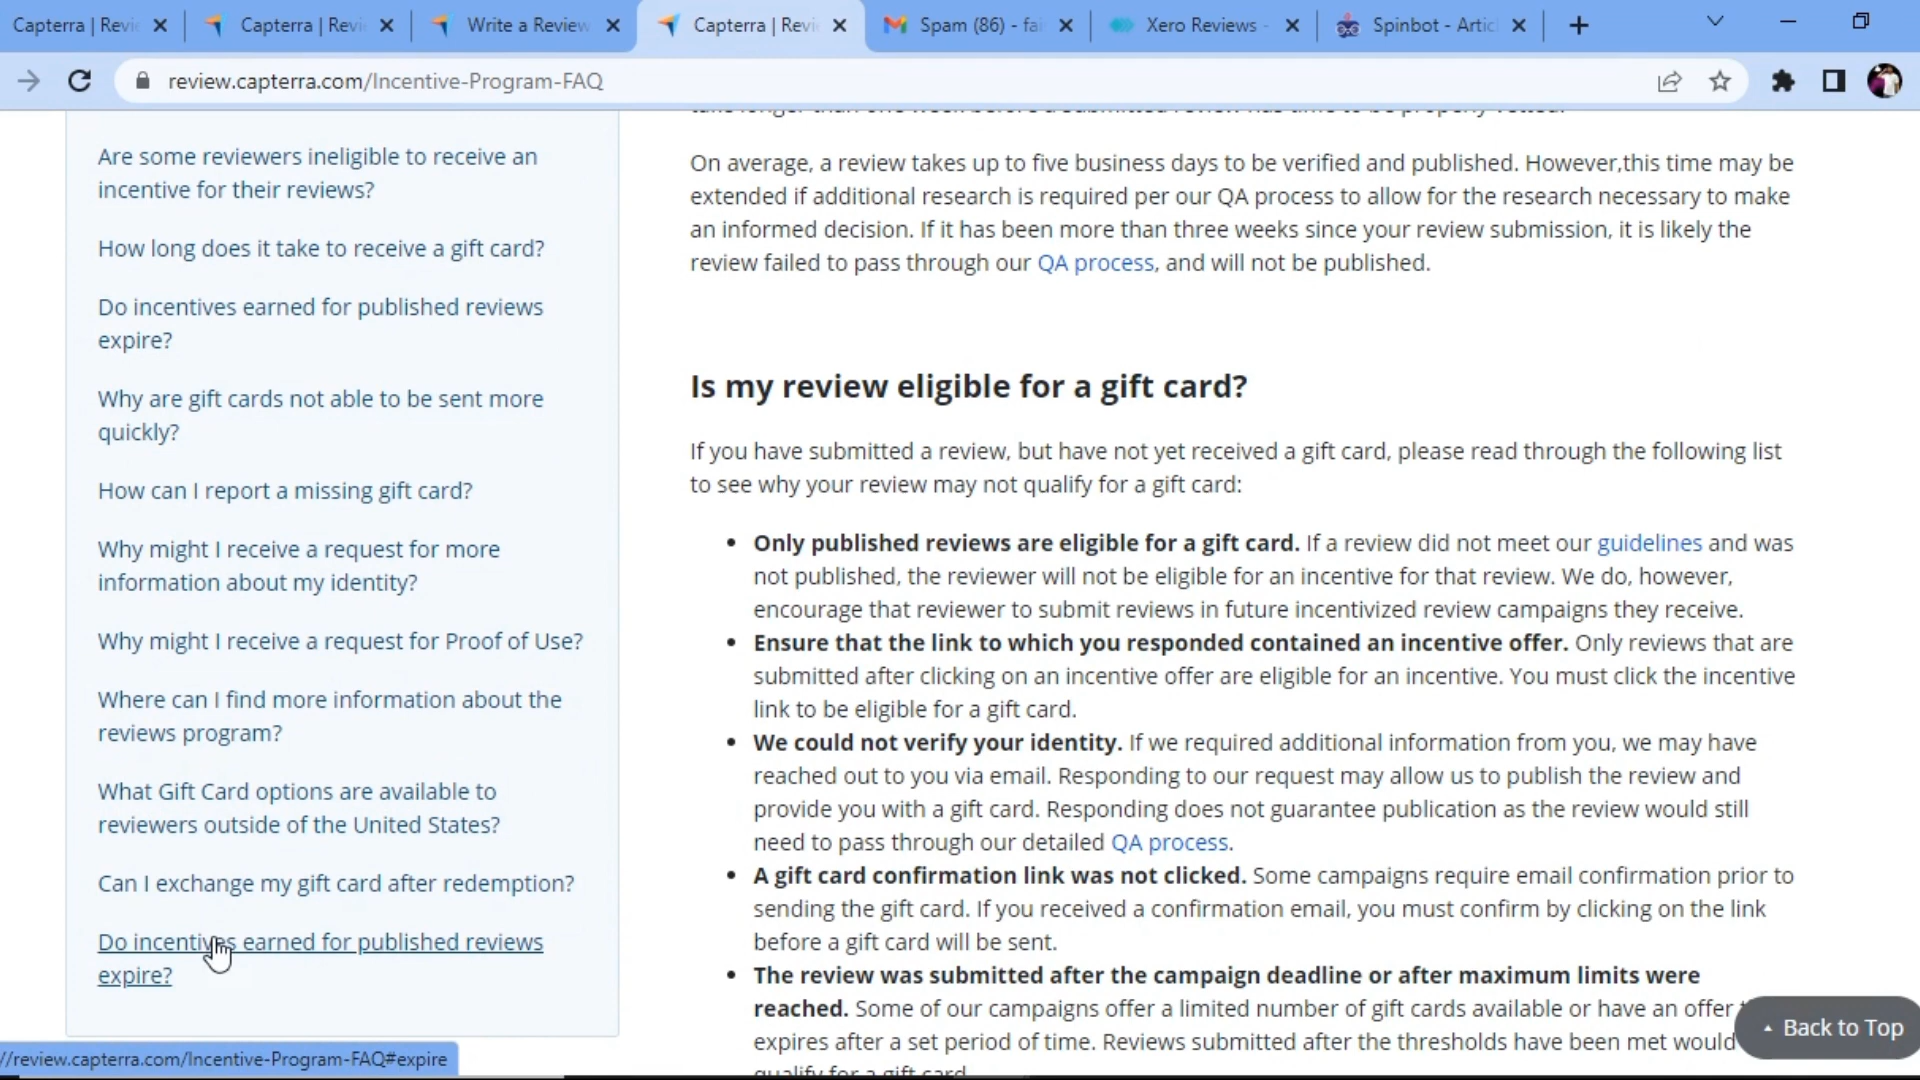 Capterra | Revi
Capterra | Revi
Write a Review
Capterra | Revi
Spam (86) - fai
Xero Reviews -
Spinbot - Artic
review.capterra.com/Incentive-Program-FAQ
Are some reviewers ineligible to receive an
incentive for their reviews?
How long does it take to receive a gift card?
Do incentives earned for published reviews
expire?
Why are gift cards not able to be sent more
quickly?
How can I report a missing gift card?
Why might I receive a request for more
information about my identity?
Why might I receive a request for Proof of Use?
Where can I find more information about the
reviews program?
What Gift Card options are available to
reviewers outside of the United States?
Can I exchange my gift card after redemption?
Do incentives earned for published reviews
expire?
take longer than one week before a submitted review has time to be properly vetted.
On average, a review takes up to five business days to be verified and published. However,this time may be
extended if additional research is required per our QA process to allow for the research necessary to make
an informed decision. If it has been more than three weeks since your review submission, it is likely the
review failed to pass through our QA process, and will not be published.
Is my review eligible for a gift card?
If you have submitted a review, but have not yet received a gift card, please read through the following list
to see why your review may not qualify for a gift card:
• Only published reviews are eligible for a gift card. If a review did not meet our guidelines and was
not published, the reviewer will not be eligible for an incentive for that review. We do, however,
encourage that reviewer to submit reviews in future incentivized review campaigns they receive.
• Ensure that the link to which you responded contained an incentive offer. Only reviews that are
submitted after clicking on an incentive offer are eligible for an incentive. You must click the incentive
link to be eligible for a gift card.
• We could not verify your identity. If we required additional information from you, we may have
reached out to you via email. Responding to our request may allow us to publish the review and
provide you with a gift card. Responding does not guarantee publication as the review would still
need to pass through our detailed QA process.
• A gift card confirmation link was not clicked. Some campaigns require email confirmation prior to
sending the gift card. If you received a confirmation email, you must confirm by clicking on the link
before a gift card will be sent.
• The review was submitted after the campaign deadline or after maximum limits were
reached. Some of our campaigns offer a limited number of gift cards available or have an offer
expires after a set period of time. Reviews submitted after the thresholds have been met would
qualify for a gift card.
Back to Top
//review.capterra.com/Incentive-Program-FAQ#expire